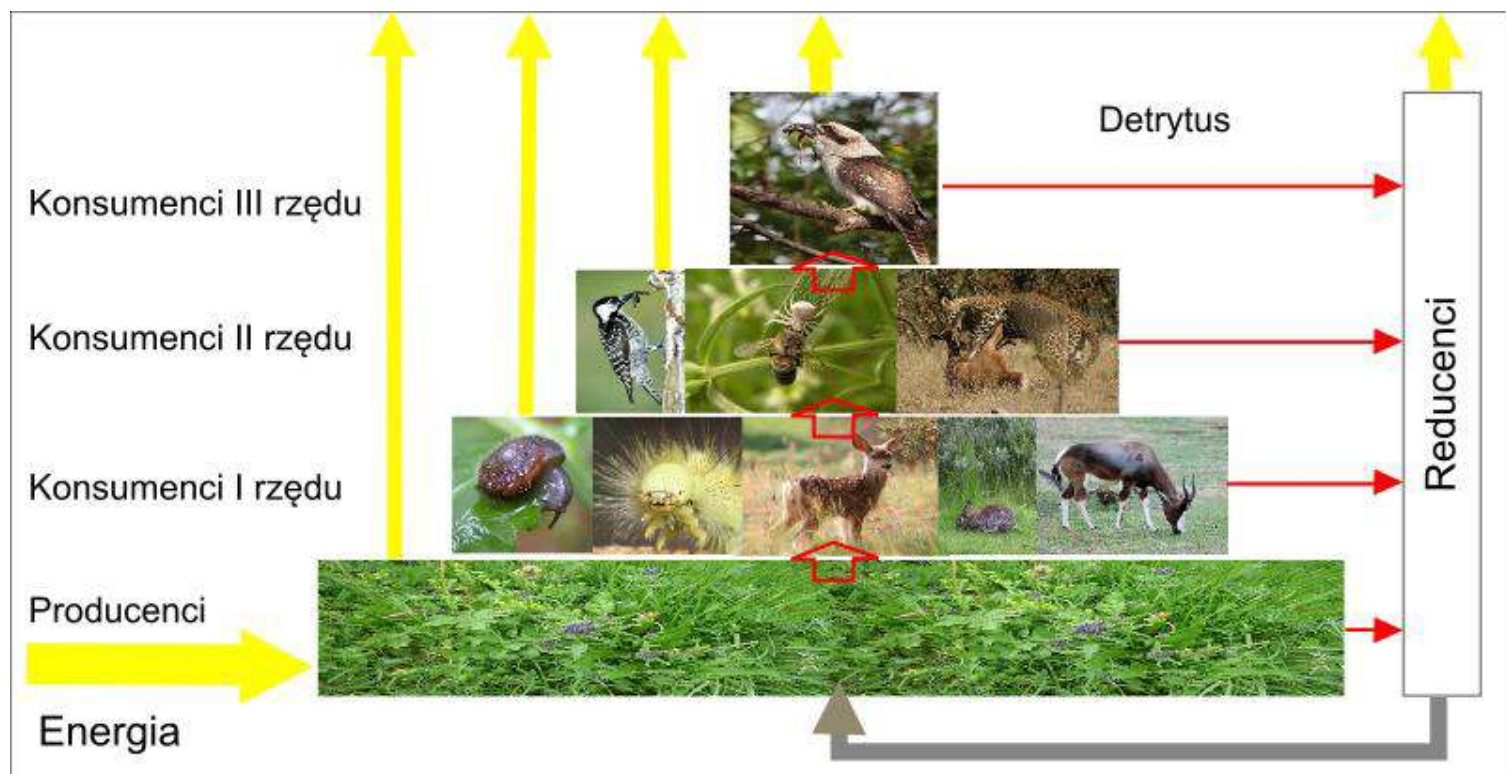 Detrytus
Konsumenci III rzędu
Konsumenci II rzędu
Konsumenci I rzędu
Producenci
Energia
Reducenci